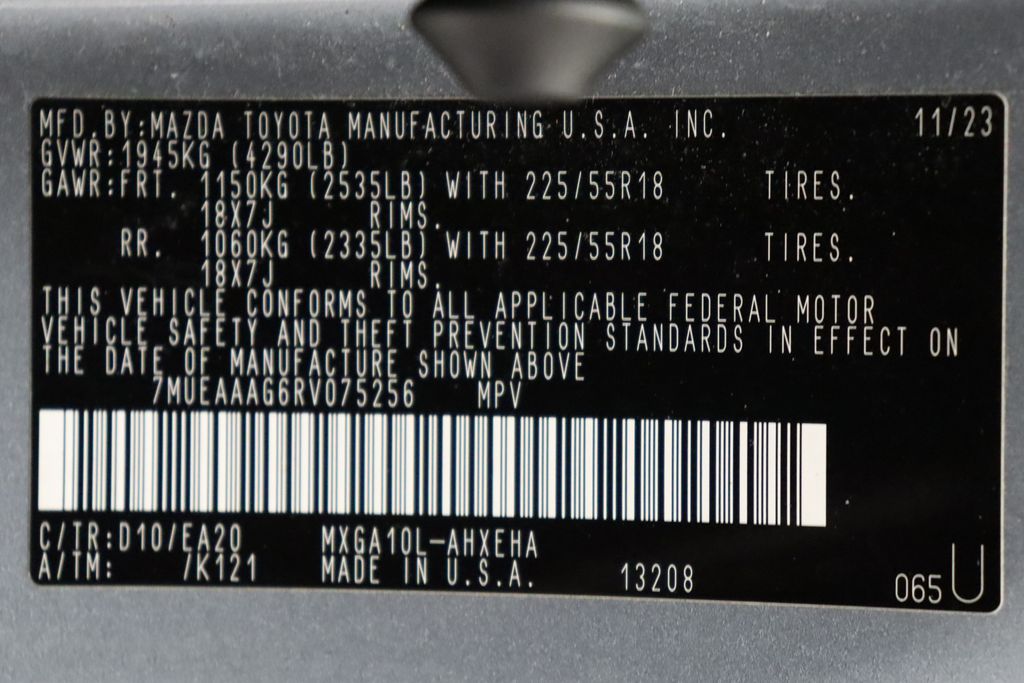 MFD.BY:MAZDA TOYOTA MANUFACTURING U.S.A. INC. 11/23
GVWR:1945KG (4290LB)
GAWR:FRT. 1150KG (2535LB) WITH 225/55R18 TIRES.
18X7J RIMS.
RR. 1060KG (2335LB) WITH 225/55R18 TIRES.
18X7J RIMS.
THIS VEHICLE CONFORMS TO ALL APPLICABLE FEDERAL MOTOR
VEHICLE SAFETY AND THEFT PREVENTION STANDARDS IN EFFECT ON
THE DATE OF MANUFACTURE SHOWN ABOVE
7MUEAAAG6RV075256 MPV
C/TR:D10/EA20 MXGA10L-AHXEHA
A/TM: /K121 MADE IN U.S.A. 13208
065 U